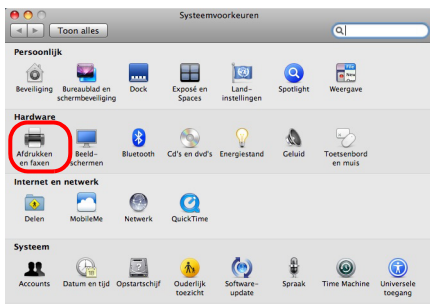 Systeemvoorkeuren
Toon alles
Persoonlijk
Beveiliging Bureaublad en schermbeveiliging Dock Exposé en Spaces Land-instellingen Spotlight Weergave
Hardware
Afdrukken en faxen Beeld-schermen Bluetooth Cd's en dvd's Energiestand Geluid Toetsenbord en muis
Internet en netwerk
Delen MobileMe Netwerk QuickTime
Systeem
Accounts Datum en tijd Opstartschijf Ouderlijk toezicht Software-update Spraak Time Machine Universele toegang